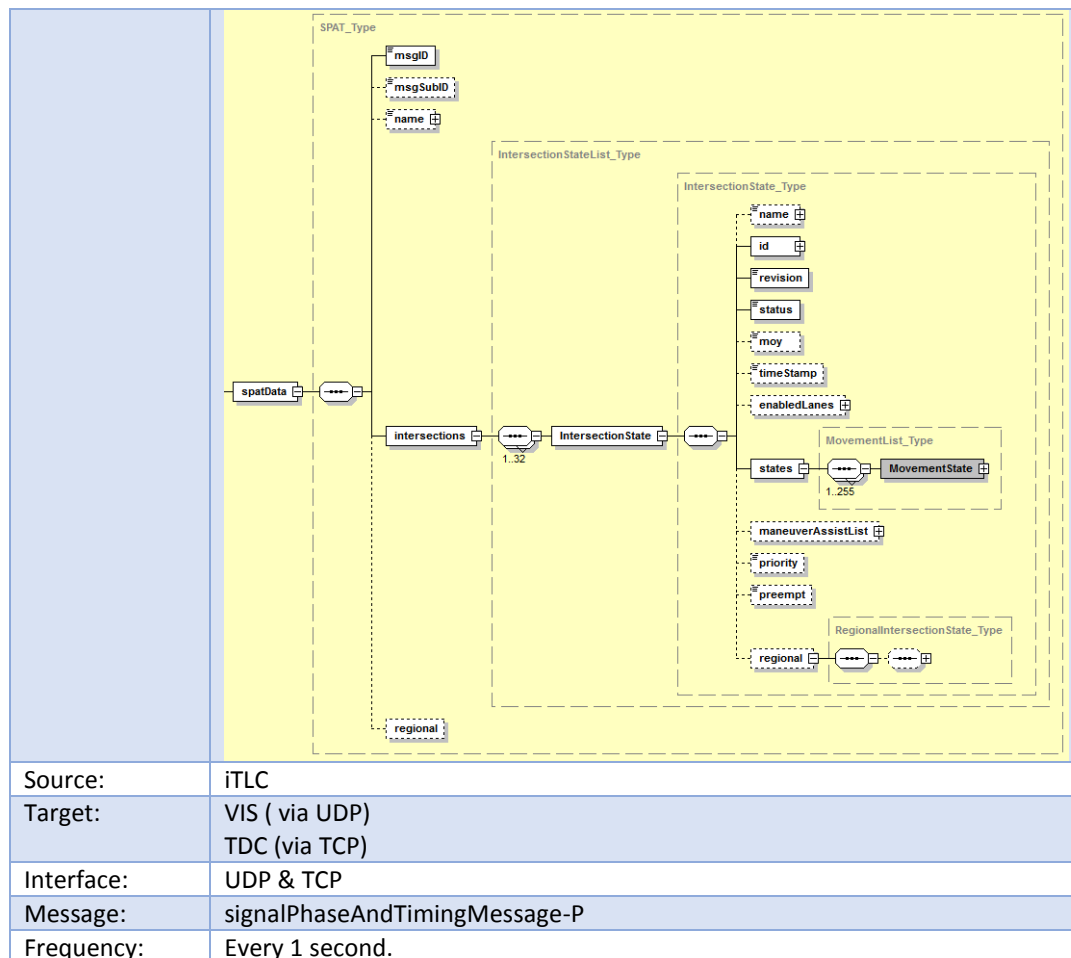 SPAT_Type
msgID
msgSubID
name
IntersectionStateList_Type
IntersectionState_Type
name
id
revision
status
moy
timeStamp
enabledLanes
spatData
intersections
1..32
IntersectionState
MovementList_Type
states
1..255
MovementState
maneuverAssistList
priority
preempt
RegionalIntersectionState_Type
regional
regional
Source: iTLC
Target: VIS ( via UDP)
TDC (via TCP)
Interface: UDP & TCP
Message: signalPhaseAndTimingMessage-P
Frequency: Every 1 second.